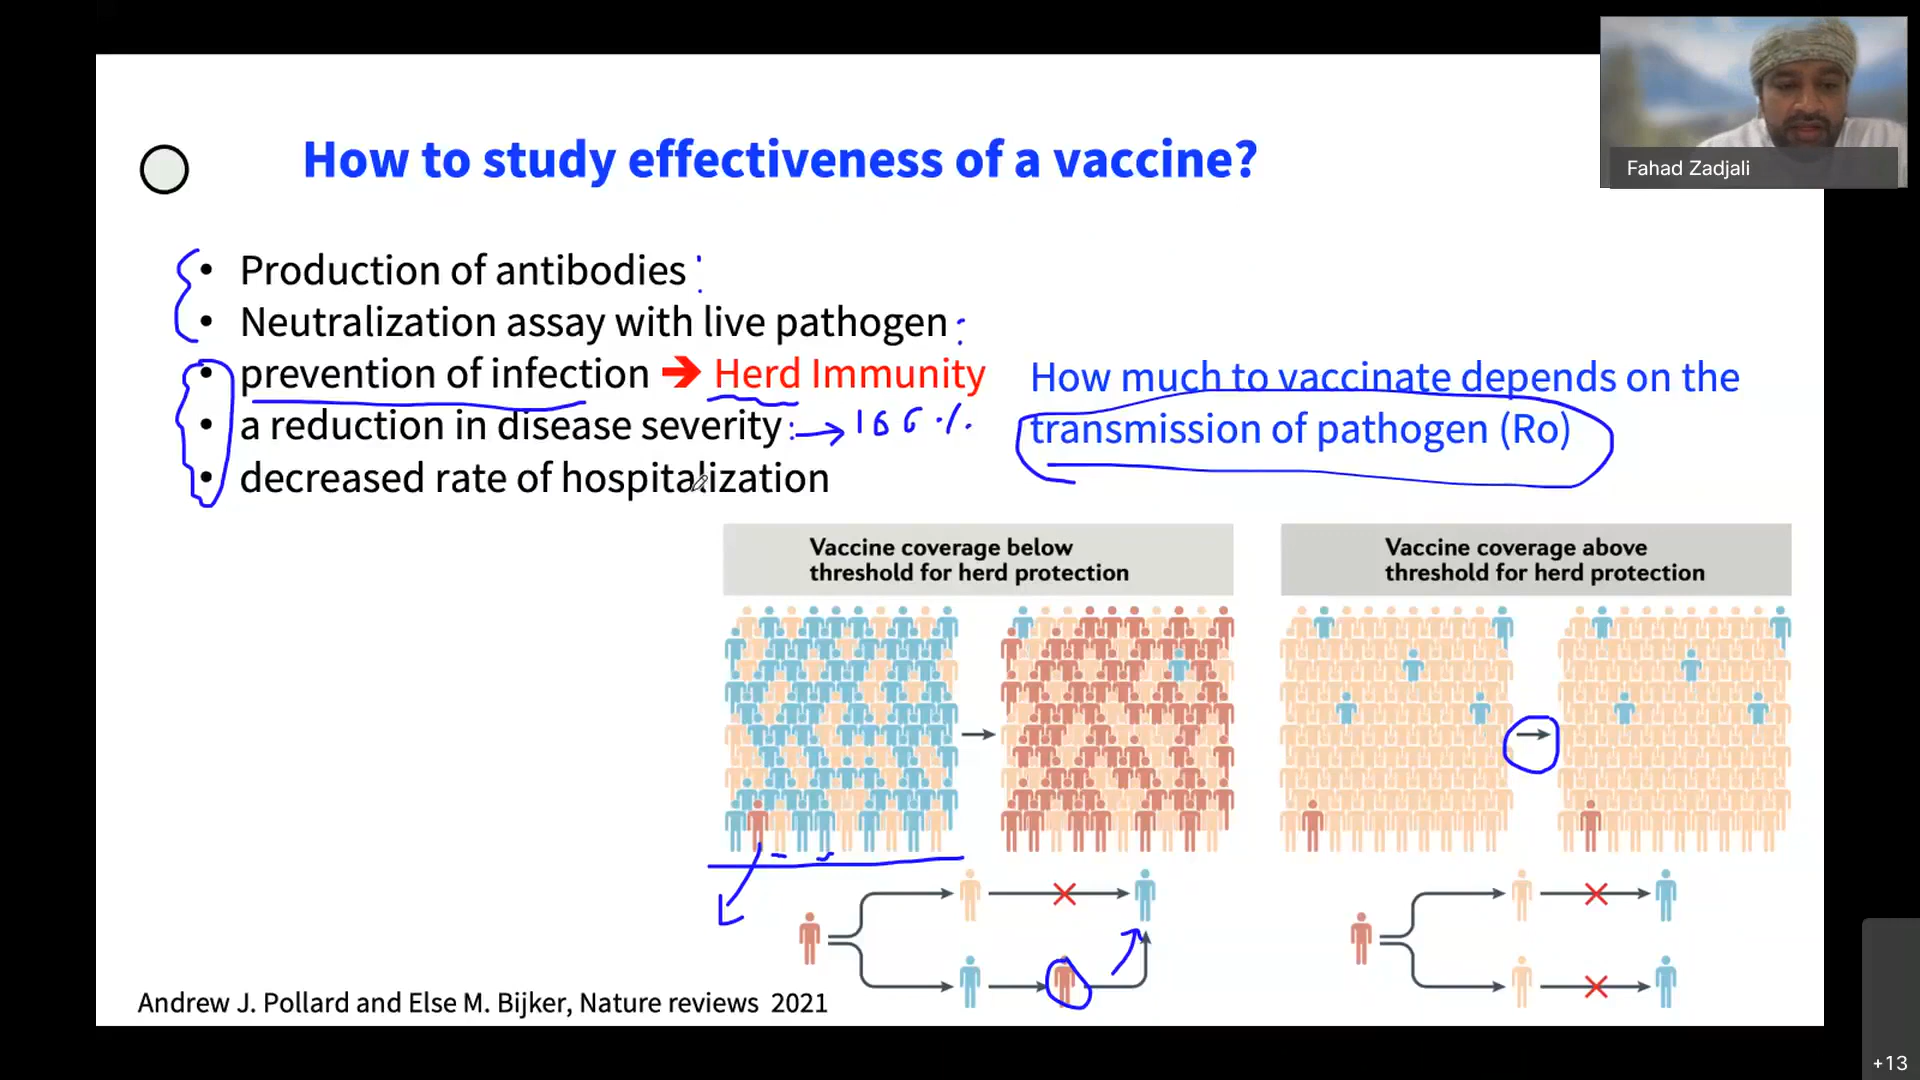 How to study effectiveness of a vaccine?
Fahad Zadjali
• Production of antibodies :
• Neutralization assay with live pathogen :
• prevention of infection ➔ Herd Immunity
• a reduction in disease severity :
• decreased rate of hospitalization
How much to vaccinate depends on the
transmission of pathogen (Ro)
Vaccine coverage below
threshold for herd protection
Vaccine coverage above
threshold for herd protection
Andrew J. Pollard and Else M. Bijker, Nature reviews 2021
+13